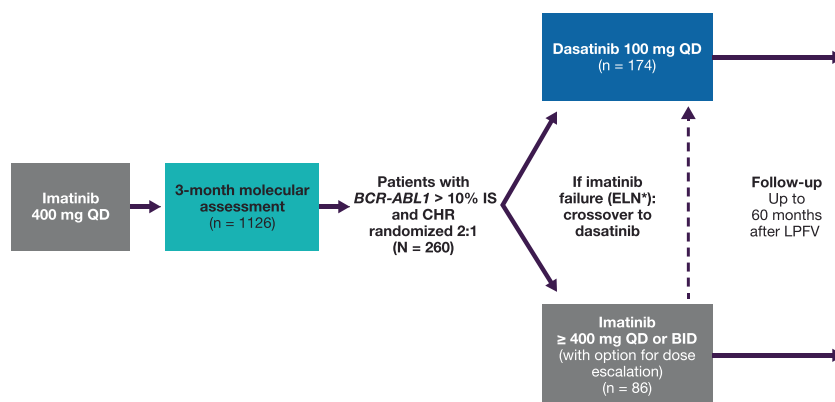 Imatinib
400 mg QD
3-month molecular
assessment
(n = 1126)
Patients with
BCR-ABL1 > 10% IS
and CHR
randomized 2:1
(N = 260)
Dasatinib 100 mg QD
(n = 174)
If imatinib
failure (ELN*):
crossover to
dasatinib
Imatinib
≥ 400 mg QD or BID
(with option for dose
escalation)
(n = 86)
Follow-up
Up to
60 months
after LPFV